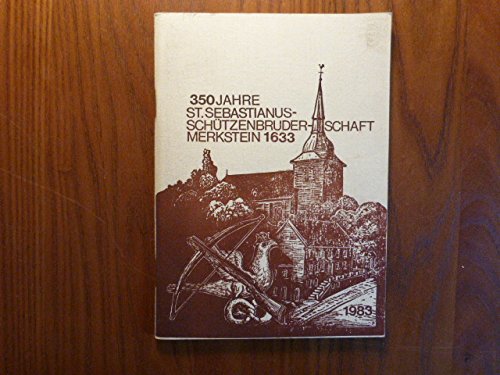 350 JAHRE
ST. SEBASTIANUS-
SCHÜTZENBRUDER-SCHAFT
MERKSTEIN 1633
1983